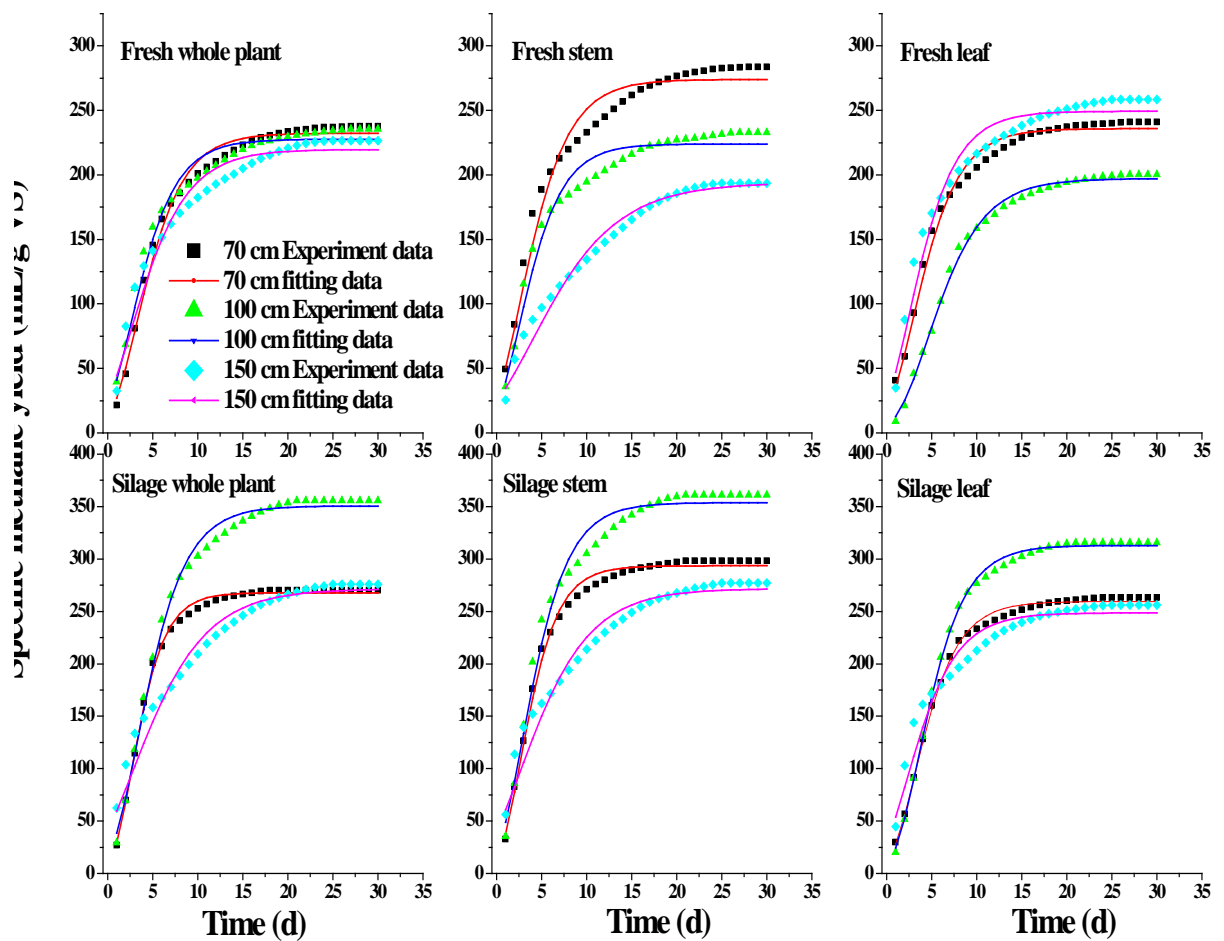 Specific methane yield (mL/g VS)
Fresh whole plant
300
250
200
150
100
50
0
0 5 10 15 20 25 30 35
70 cm Experiment data
70 cm fitting data
100 cm Experiment data
100 cm fitting data
150 cm Experiment data
150 cm fitting data
Fresh stem
300
250
200
150
100
50
0
0 5 10 15 20 25 30 35
Fresh leaf
300
250
200
150
100
50
0
0 5 10 15 20 25 30 35
Silage whole plant
400
350
300
250
200
150
100
50
0
0 5 10 15 20 25 30 35
Time (d)
Silage stem
400
350
300
250
200
150
100
50
0
0 5 10 15 20 25 30 35
Time (d)
Silage leaf
400
350
300
250
200
150
100
50
0
0 5 10 15 20 25 30 35
Time (d)